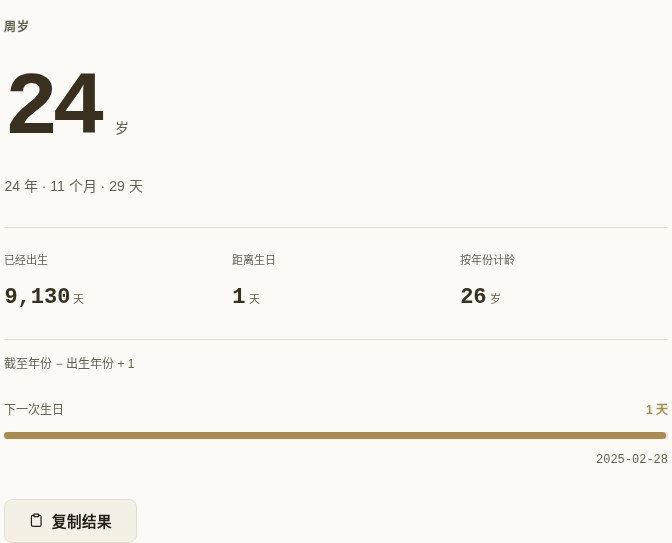 周岁
24 岁
24 年 · 11 个月 · 29 天
已经出生 距离生日 按年份计龄
9,130 天 1 天 26 岁
截至年份 − 出生年份 + 1
下一次生日 1 天
2025-02-28
复制结果